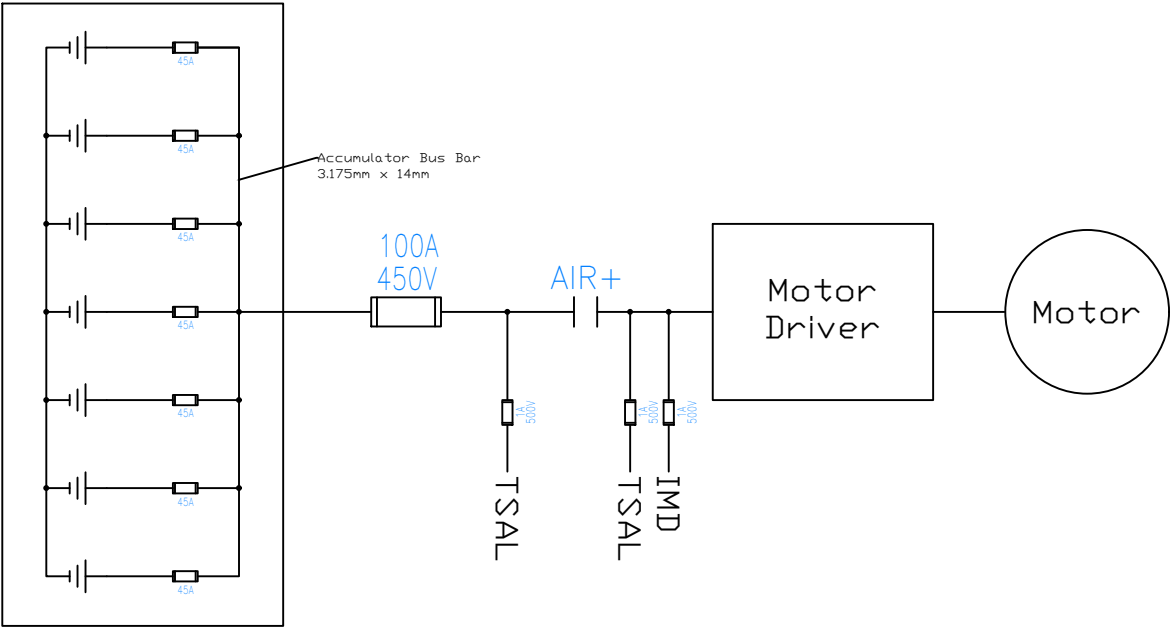 45A
45A
Accumulator Bus Bar
3.175mm x 14mm
45A
100A
450V
AIR+
Motor
Driver
Motor
45A
45A
1A
500V
1A
500V
1A
500V
TSAL
TSAL
IMD
45A
45A